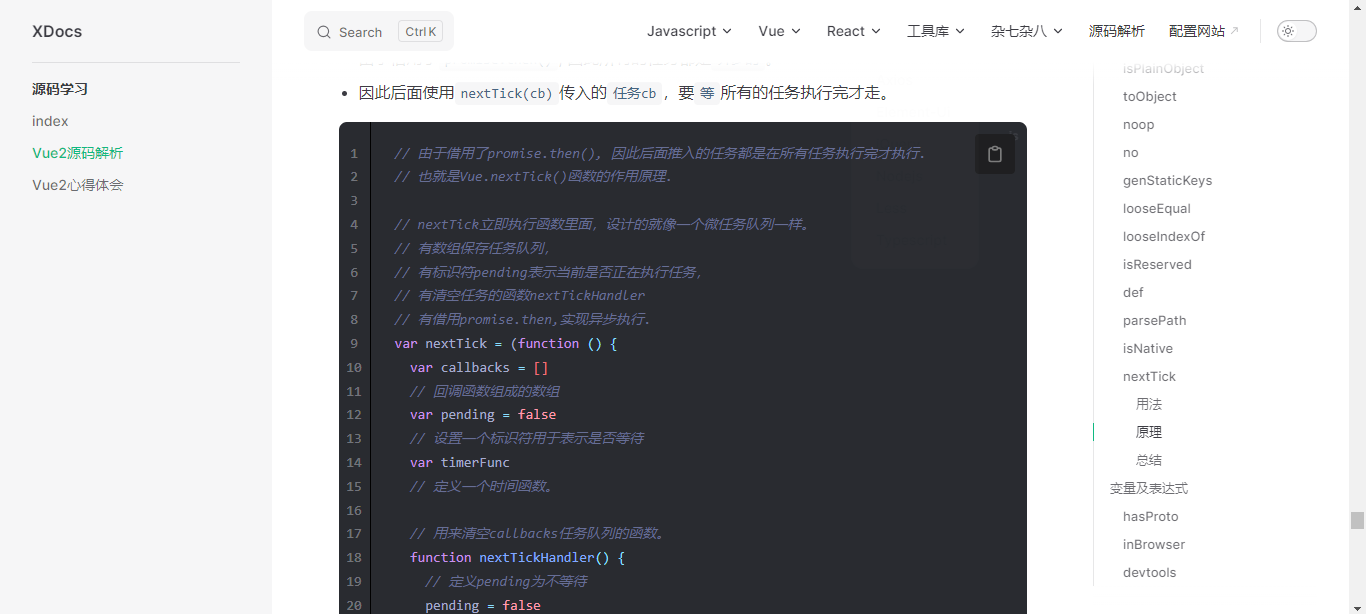 XDocs
Search Ctrl K
Javascript Vue React 工具库 杂七杂八 源码解析 配置网站
源码学习
index
Vue2源码解析
Vue2心得体会
因此后面使用 nextTick(cb) 传入的 任务cb ，要 等 所有的任务执行完才走。
1 // 由于借用了promise.then(), 因此后面推入的任务都是在所有任务执行完才执行.
2 // 也就是Vue.nextTick()函数的作用原理.
3
4 // nextTick立即执行函数里面，设计的就像一个微任务队列一样。
5 // 有数组保存任务队列,
6 // 有标识符pending表示当前是否正在执行任务,
7 // 有清空任务的函数nextTickHandler
8 // 有借用promise.then,实现异步执行.
9 var nextTick = (function () {
10 var callbacks = []
11 // 回调函数组成的数组
12 var pending = false
13 // 设置一个标识符用于表示是否等待
14 var timerFunc
15 // 定义一个时间函数。
16
17 // 用来清空callbacks任务队列的函数。
18 function nextTickHandler() {
19 // 定义pending为不等待
20 pending = false
isPlainObject
toObject
noop
no
genStaticKeys
looseEqual
looseIndexOf
isReserved
def
parsePath
isNative
nextTick
用法
原理
总结
变量及表达式
hasProto
inBrowser
devtools